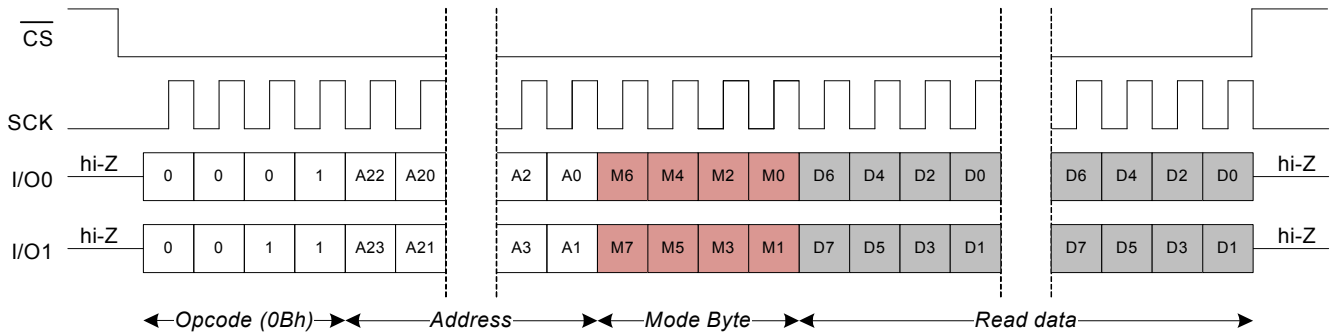 CS
SCK
hi-Z hi-Z
I/O0 0 0 0 1 A22 A20 A2 A0 M6 M4 M2 M0 D6 D4 D2 D0 D6 D4 D2 D0
hi-Z hi-Z
I/O1 0 0 1 1 A23 A21 A3 A1 M7 M5 M3 M1 D7 D5 D3 D1 D7 D5 D3 D1
Opcode (0Bh) Address Mode Byte Read data